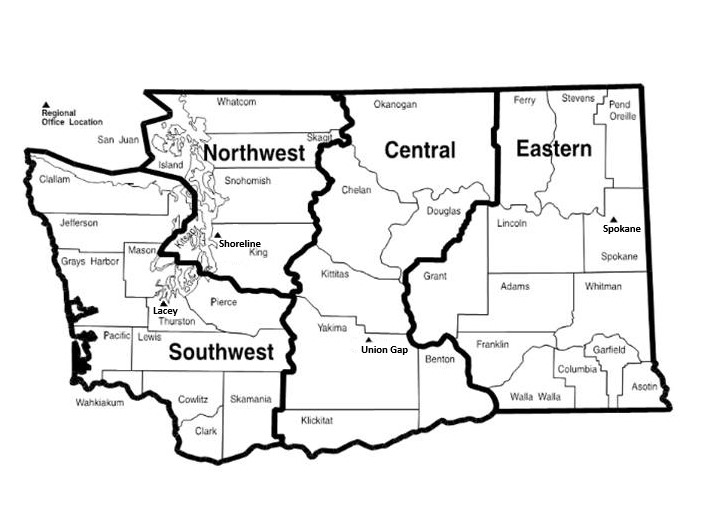 Regional
Office Location
Whatcom
Okanogan
Ferry
Stevens
Pend
Oreille
San Juan
Skagit
Island
Northwest
Central
Eastern
Clallam
Snohomish
Chelan
Douglas
Jefferson
Kitsap
Shoreline
King
Lincoln
Spokane
Grays Harbor
Mason
Kittitas
Grant
Spokane
Adams
Whitman
Pierce
Lacey
Thurston
Yakima
Union Gap
Pacific
Lewis
Southwest
Benton
Franklin
Garfield
Columbia
Asotin
Wahkiakum
Cowlitz
Skamania
Walla Walla
Klickitat
Clark